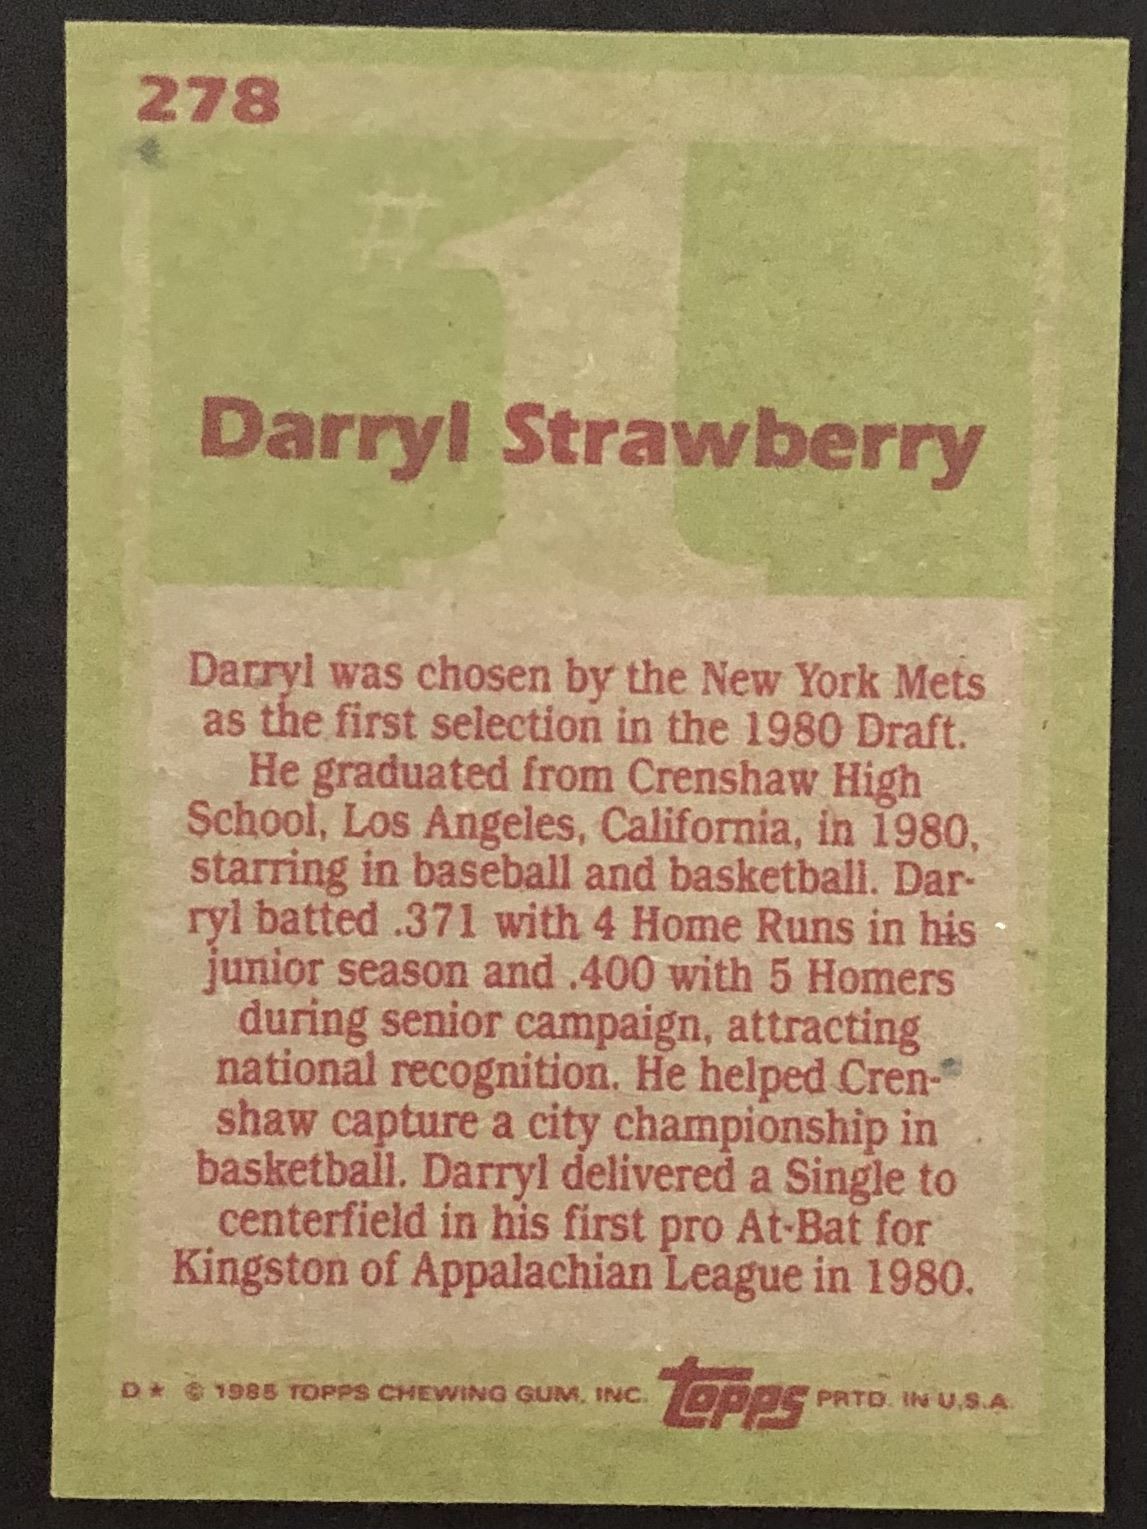 278
#1
Darryl Strawberry
Darryl was chosen by the New York Mets
as the first selection in the 1980 Draft.
He graduated from Crenshaw High
School, Los Angeles, California, in 1980,
starring in baseball and basketball. Dar-
ryl batted .371 with 4 Home Runs in his
junior season and .400 with 5 Homers
during senior campaign, attracting
national recognition. He helped Cren-
shaw capture a city championship in
basketball. Darryl delivered a Single to
centerfield in his first pro At-Bat for
Kingston of Appalachian League in 1980.
D★ © 1985 TOPPS CHEWING GUM, INC. topps PRTD. IN U.S.A.